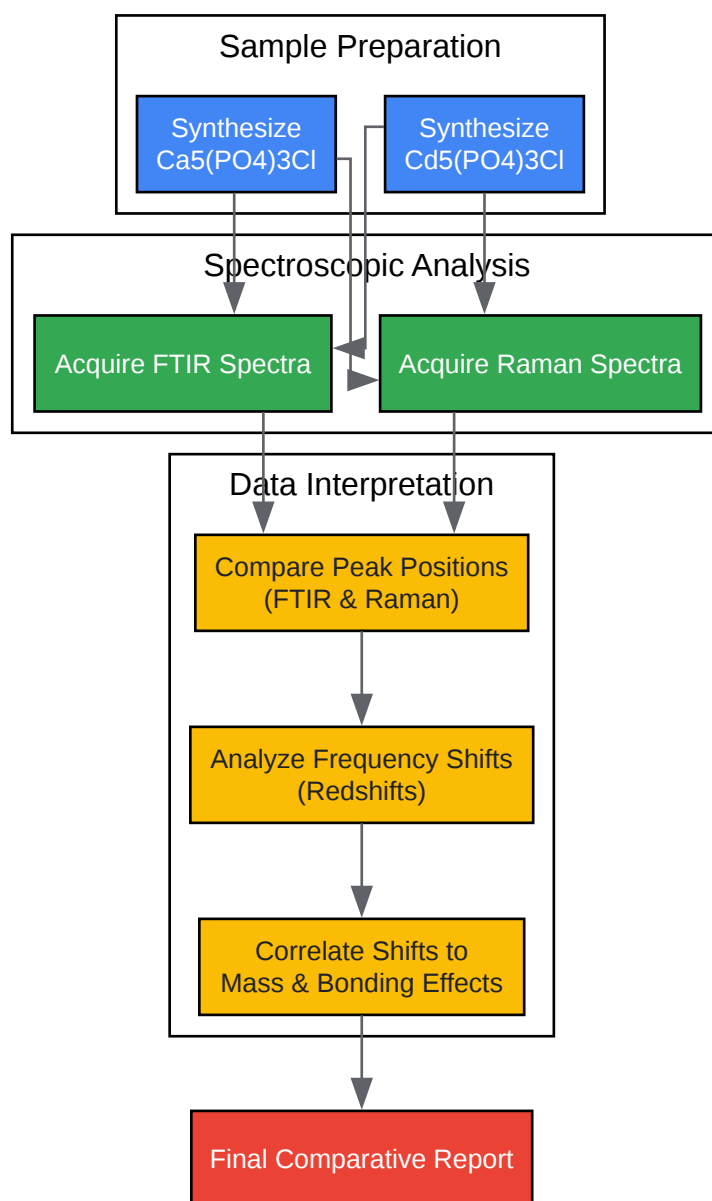 Sample Preparation
Synthesize
Ca5(PO4)3Cl
Synthesize
Cd5(PO4)3Cl
Spectroscopic Analysis
Acquire FTIR Spectra
Acquire Raman Spectra
Data Interpretation
Compare Peak Positions
(FTIR & Raman)
Analyze Frequency Shifts
(Redshifts)
Correlate Shifts to
Mass & Bonding Effects
Final Comparative Report